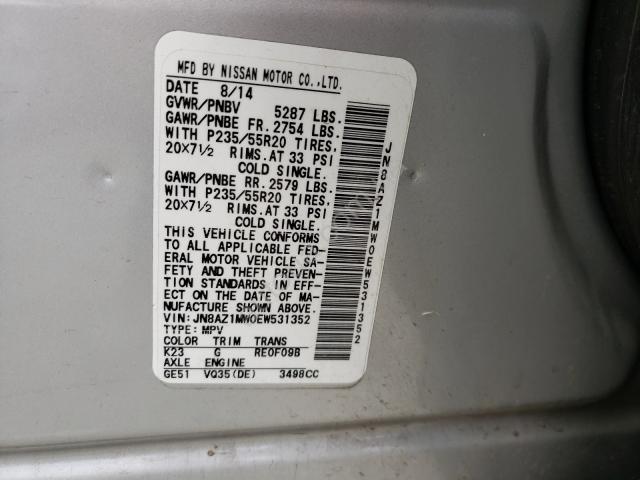 MFD BY NISSAN MOTOR CO.,LTD.
DATE 8/14
GVWR/PNBV 5287 LBS.
GAWR/PNBE FR. 2754 LBS.
WITH P235/55R20 TIRES.
20×7½ RIMS. AT 33 PSI
COLD SINGLE.
GAWR/PNBE RR. 2579 LBS.
WITH P235/55R20 TIRES.
20×7½ RIMS. AT 33 PSI
COLD SINGLE.
THIS VEHICLE CONFORMS
TO ALL APPLICABLE FED-
ERAL MOTOR VEHICLE SA-
FETY AND THEFT PREVEN-
TION STANDARDS IN EFF-
ECT ON THE DATE OF MA-
NUFACTURE SHOWN ABOVE.
VIN: JN8AZ1MW0EW531352
TYPE: MPV
COLOR TRIM TRANS
K23 G RE0F09B
AXLE ENGINE
GE51 VQ35(DE) 3498CC
JN8AZ1MW0EW531352